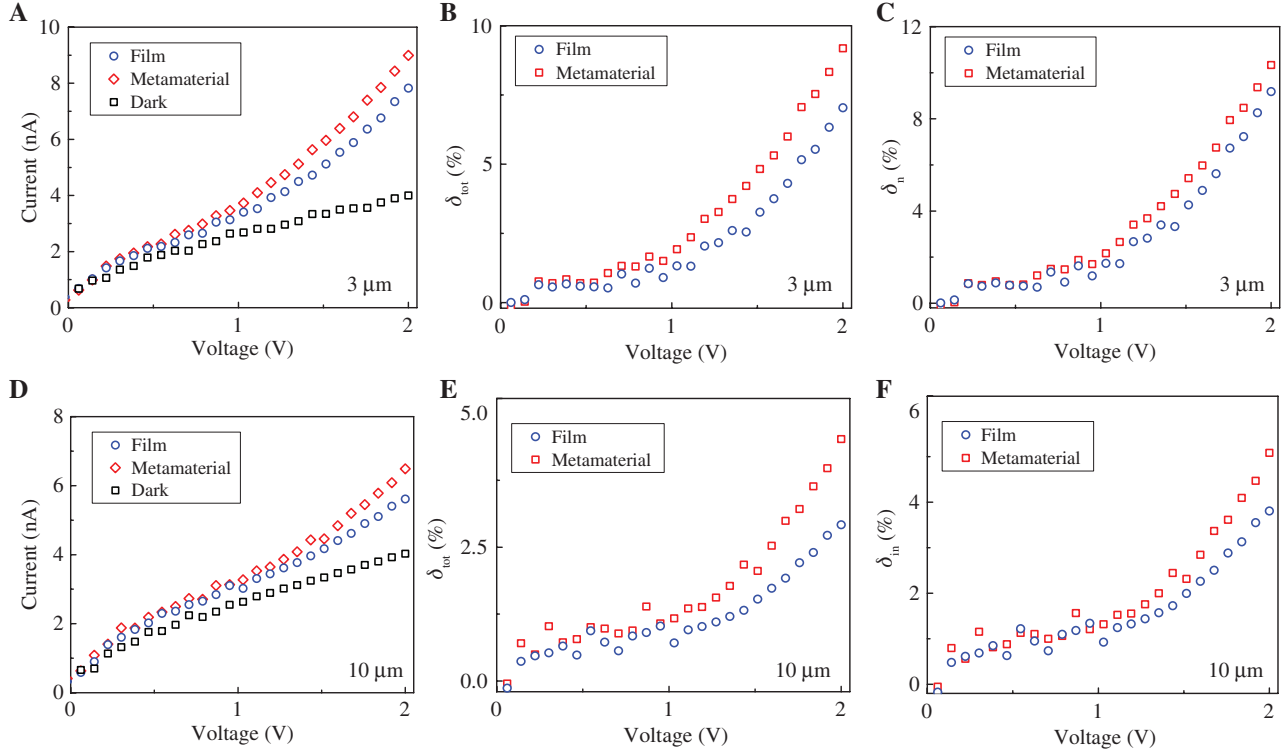 A
Current (nA)
10
8
6
4
2
0
Film
Metamaterial
Dark
3 μm
0
1
2
Voltage (V)
B
δtot (%)
10
5
0
Film
Metamaterial
3 μm
0
1
2
Voltage (V)
C
δn (%)
12
8
4
0
Film
Metamaterial
3 μm
0
1
2
Voltage (V)
D
Current (nA)
8
6
4
2
0
Film
Metamaterial
Dark
10 μm
0
1
2
Voltage (V)
E
δtot (%)
5.0
2.5
0.0
Film
Metamaterial
10 μm
0
1
2
Voltage (V)
F
δin (%)
6
4
2
0
Film
Metamaterial
10 μm
0
1
2
Voltage (V)